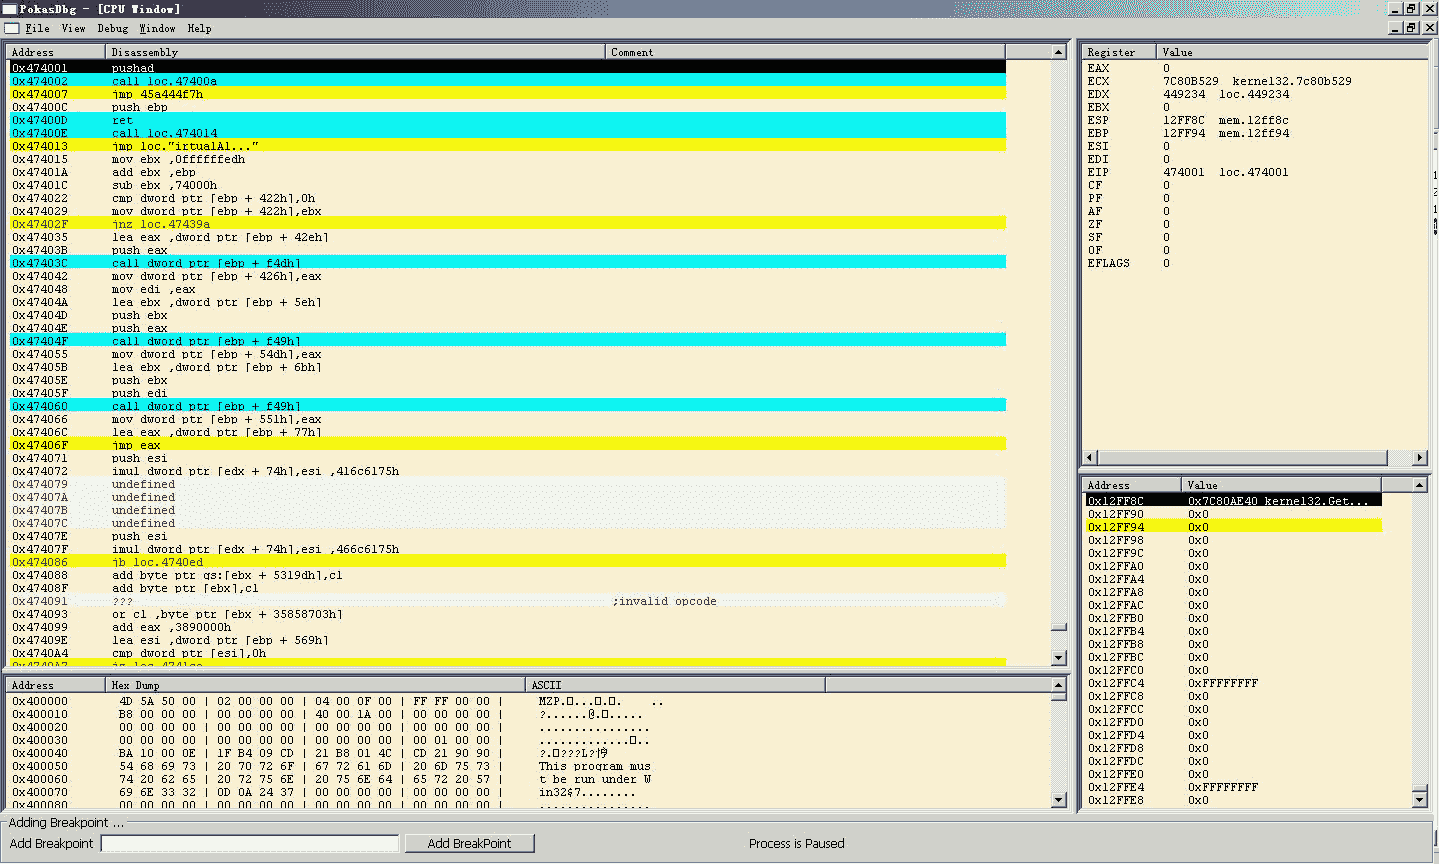 PokasDbg - [CPU Window]
File View Debug Window Help
Address Disassembly Comment
0x474001 pushad
0x474002 call loc.47400a
0x474007 jmp 45a444f7h
0x47400C push ebp
0x47400D ret
0x47400E call loc.474014
0x474013 jmp loc."irtualAl..."
0x474015 mov ebx ,0ffffffedh
0x47401A add ebx ,ebp
0x47401C sub ebx ,74000h
0x474022 cmp dword ptr [ebp + 422h],0h
0x474029 mov dword ptr [ebp + 422h],ebx
0x47402F jnz loc.47439a
0x474035 lea eax ,dword ptr [ebp + 42eh]
0x47403B push eax
0x47403C call dword ptr [ebp + f4dh]
0x474042 mov dword ptr [ebp + 426h],eax
0x474048 mov edi ,eax
0x47404A lea ebx ,dword ptr [ebp + 5eh]
0x47404D push ebx
0x47404E push eax
0x47404F call dword ptr [ebp + f49h]
0x474055 mov dword ptr [ebp + 54dh],eax
0x47405B lea ebx ,dword ptr [ebp + 6bh]
0x47405E push ebx
0x47405F push edi
0x474060 call dword ptr [ebp + f49h]
0x474066 mov dword ptr [ebp + 551h],eax
0x47406C lea eax ,dword ptr [ebp + 77h]
0x47406F jmp eax
0x474071 push esi
0x474072 imul dword ptr [edx + 74h],esi ,416c6175h
0x474079 undefined
0x47407A undefined
0x47407B undefined
0x47407C undefined
0x47407E push esi
0x47407F imul dword ptr [edx + 74h],esi ,466c6175h
0x474086 jb loc.4740ed
0x474088 add byte ptr gs:[ebx + 5319dh],cl
0x47408F add byte ptr [ebx],cl
0x474091 ??? ;invalid opcode
0x474093 or cl ,byte ptr [ebx + 35858703h]
0x474099 add eax ,3890000h
0x47409E lea esi ,dword ptr [ebp + 569h]
0x4740A4 cmp dword ptr [esi],0h
Register Value
EAX 0
ECX 7C80B529 kernel32.7c80b529
EDX 449234 loc.449234
EBX 0
ESP 12FF8C mem.12ff8c
EBP 12FF94 mem.12ff94
ESI 0
EDI 0
EIP 474001 loc.474001
CF 0
PF 0
AF 0
ZF 0
SF 0
OF 0
EFLAGS 0
Address Value
0x12FF8C 0x7C80AE40 kernel32.Get...
0x12FF90 0x0
0x12FF94 0x0
0x12FF98 0x0
0x12FF9C 0x0
0x12FFA0 0x0
0x12FFA4 0x0
0x12FFA8 0x0
0x12FFAC 0x0
0x12FFB0 0x0
0x12FFB4 0x0
0x12FFB8 0x0
0x12FFBC 0x0
0x12FFC0 0x0
0x12FFC4 0xFFFFFFFF
0x12FFC8 0x0
0x12FFCC 0x0
0x12FFD0 0x0
0x12FFD4 0x0
0x12FFD8 0x0
0x12FFDC 0x0
0x12FFE0 0x0
0x12FFE4 0xFFFFFFFF
0x12FFE8 0x0
Address Hex Dump ASCII
0x400000 4D 5A 50 00 | 02 00 00 00 | 04 00 0F 00 | FF FF 00 00 | MZP.
0x400010 B8 00 00 00 | 00 00 00 00 | 40 00 1A 00 | 00 00 00 00 | ?......@.
0x400020 00 00 00 00 | 00 00 00 00 | 00 00 00 00 | 00 00 00 00 | ................
0x400030 00 00 00 00 | 00 00 00 00 | 00 00 00 00 | 00 01 00 00 |
0x400040 BA 10 00 0E | 1F B4 09 CD | 21 B8 01 4C | CD 21 90 90 |
0x400050 54 68 69 73 | 20 70 72 6F | 67 72 61 6D | 20 6D 75 73 | This program mus
0x400060 74 20 62 65 | 20 72 75 6E | 20 75 6E 64 | 65 72 20 57 | t be run under W
0x400070 69 6E 33 32 | 0D 0A 24 37 | 00 00 00 00 | 00 00 00 00 | in32$7........
0x400080 00 00 00 00 | 00 00 00 00 | 00 00 00 00 | 00 00 00 00 | ................
Adding Breakpoint ...
Add Breakpoint Add BreakPoint Process is Paused